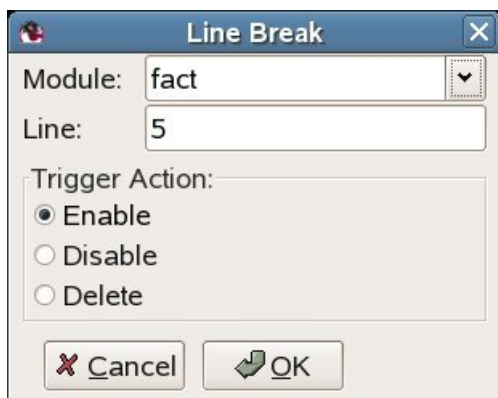 Line Break
Module: fact
Line: 5
Trigger Action:
Enable
Disable
Delete
Cancel OK